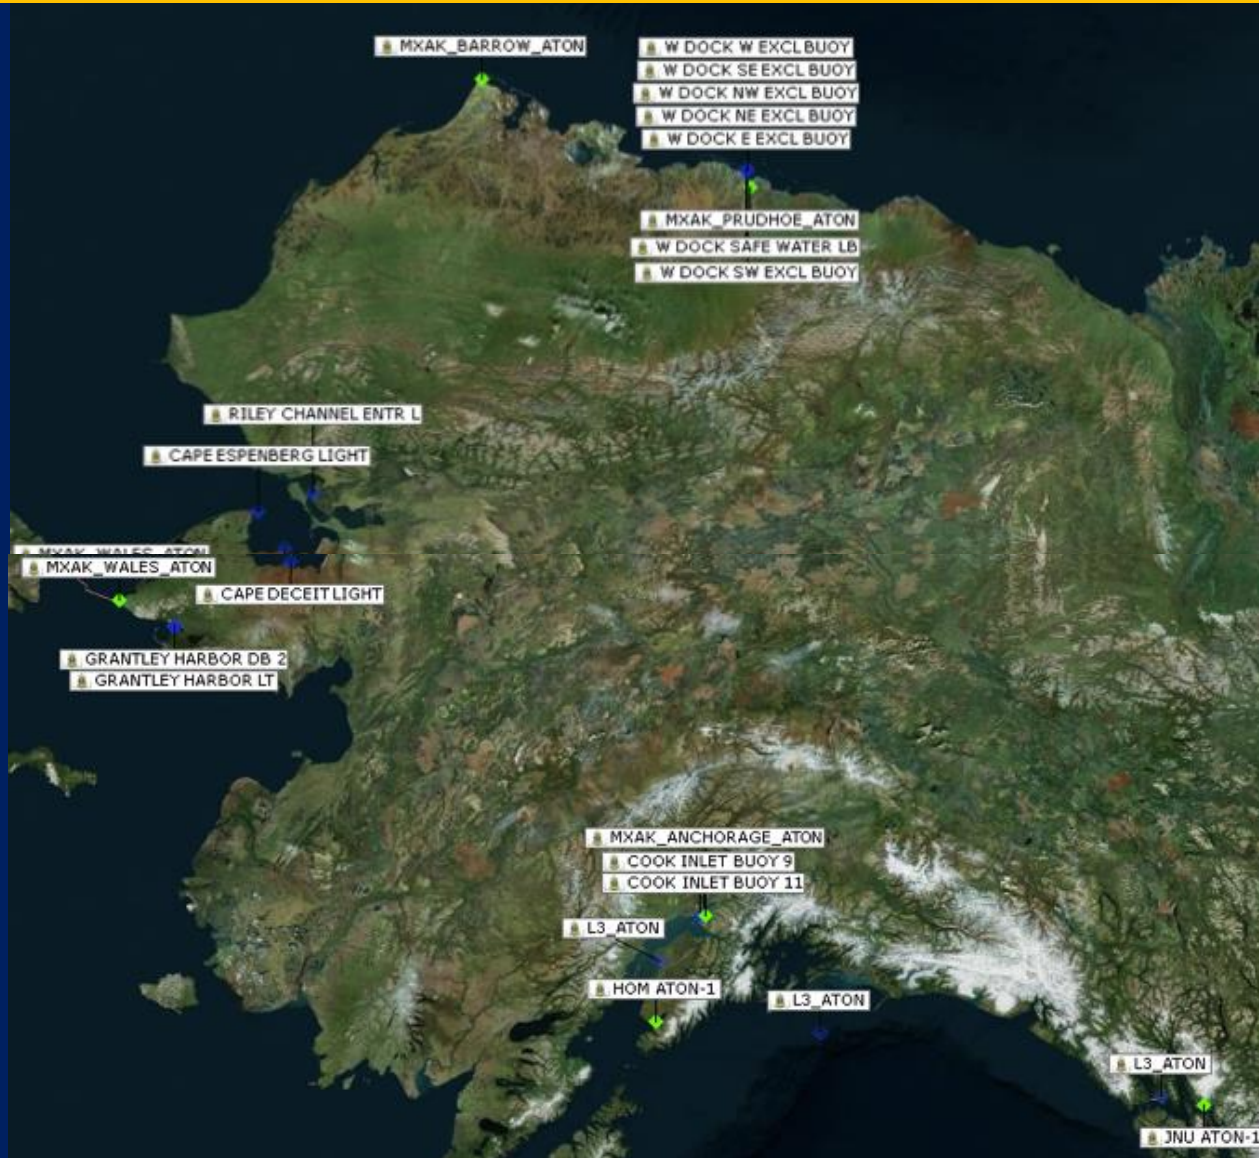 MXAK_BARROW_ATON
W DOCK W EXCL BUOY
W DOCK SE EXCL BUOY
W DOCK NW EXCL BUOY
W DOCK NE EXCL BUOY
W DOCK E EXCL BUOY
MXAK_PRUDHOE_ATON
W DOCK SAFE WATER LB
W DOCK SW EXCL BUOY
RILEY CHANNEL ENTR L
CAPE ESPENBERG LIGHT
MXAK_WALES_ATON
MXAK_WALES_ATON
CAPE DECEIT LIGHT
GRANTLEY HARBOR DB 2
GRANTLEY HARBOR LT
MXAK_ANCHORAGE_ATON
COOK INLET BUOY 9
COOK INLET BUOY 11
L3_ATON
HOM ATON-1
L3_ATON
L3_ATON
JNU ATON-1